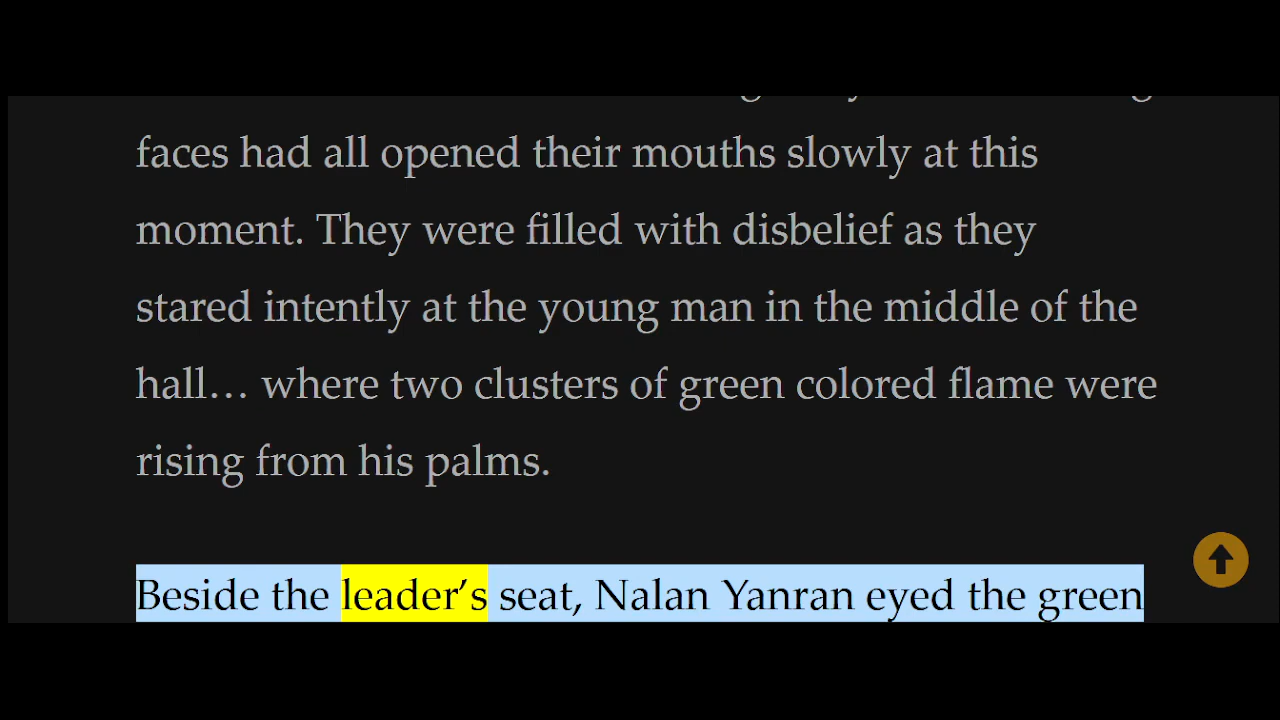 faces had all opened their mouths slowly at this
moment. They were filled with disbelief as they
stared intently at the young man in the middle of the
hall… where two clusters of green colored flame were
rising from his palms.
Beside the leader’s seat, Nalan Yanran eyed the green